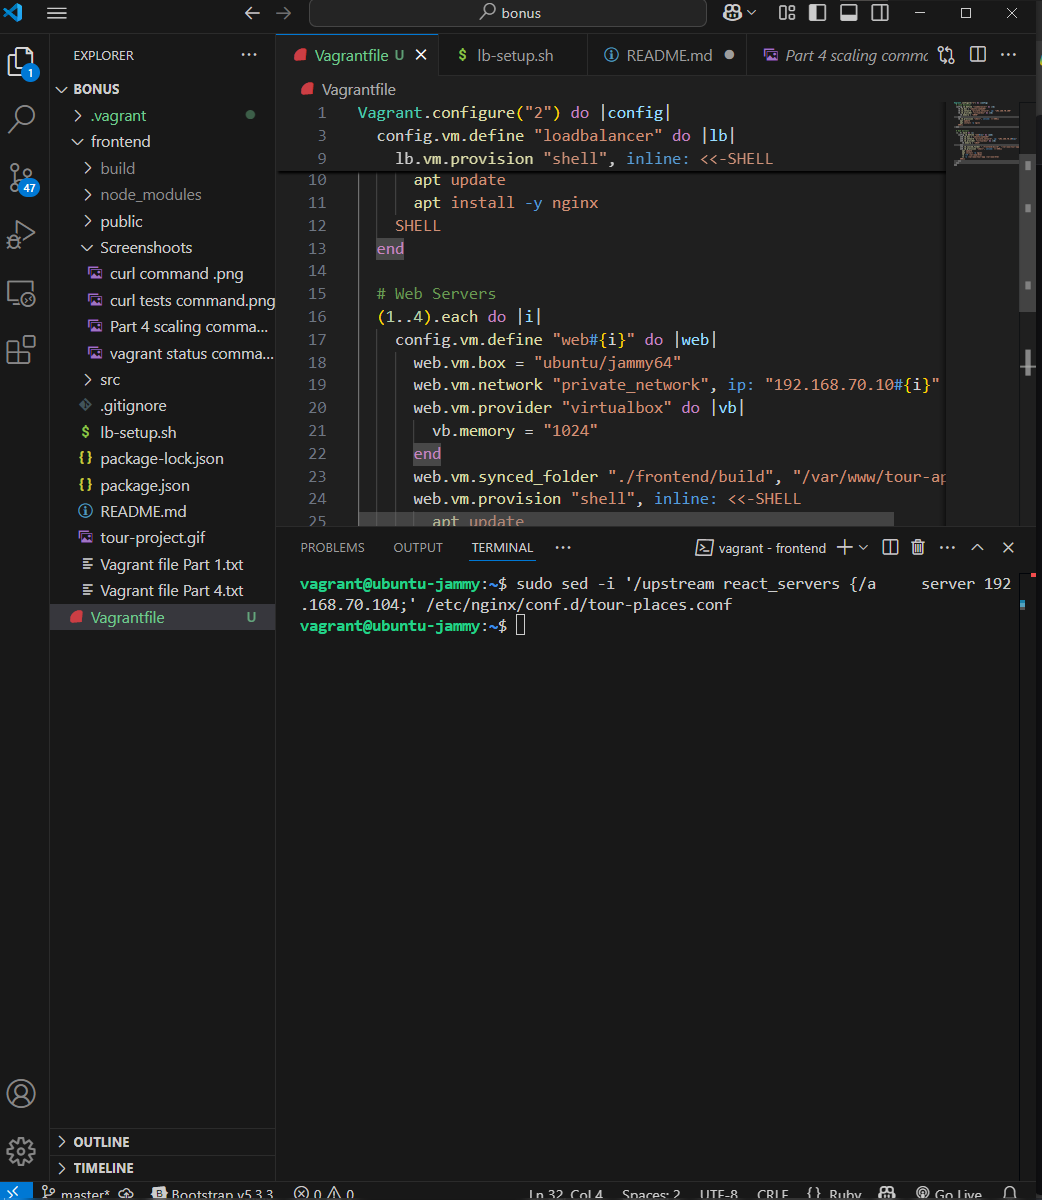 bonus
EXPLORER
Vagrantfile U
$ lb-setup.sh
README.md
Part 4 scaling comma
1
BONUS
Vagrantfile
.vagrant
frontend
build
node_modules
public
Screenshoots
curl command .png
curl tests command.png
Part 4 scaling comma...
vagrant status comma...
src
.gitignore
$ lb-setup.sh
{} package-lock.json
{} package.json
README.md
tour-project.gif
Vagrant file Part 1.txt
Vagrant file Part 4.txt
Vagrantfile U
47
1 Vagrant.configure("2") do |config|
3 config.vm.define "loadbalancer" do |lb|
9 lb.vm.provision "shell", inline: <<-SHELL
10 apt update
11 apt install -y nginx
12 SHELL
13 end
14
15 # Web Servers
16 (1..4).each do |i|
17 config.vm.define "web#{i}" do |web|
18 web.vm.box = "ubuntu/jammy64"
19 web.vm.network "private_network", ip: "192.168.70.10#{i}"
20 web.vm.provider "virtualbox" do |vb|
21 vb.memory = "1024"
22 end
23 web.vm.synced_folder "./frontend/build", "/var/www/tour-ap
24 web.vm.provision "shell", inline: <<-SHELL
25 apt update
PROBLEMS OUTPUT TERMINAL
vagrant - frontend
vagrant@ubuntu-jammy:~$ sudo sed -i '/upstream react_servers {/a     server 192
.168.70.104;' /etc/nginx/conf.d/tour-places.conf
vagrant@ubuntu-jammy:~$
OUTLINE
TIMELINE
master* Bootstrap v5.3.3 0 0 Ln 32, Col 4 Spaces: 2 UTF-8 CRLF {} Ruby Go Live